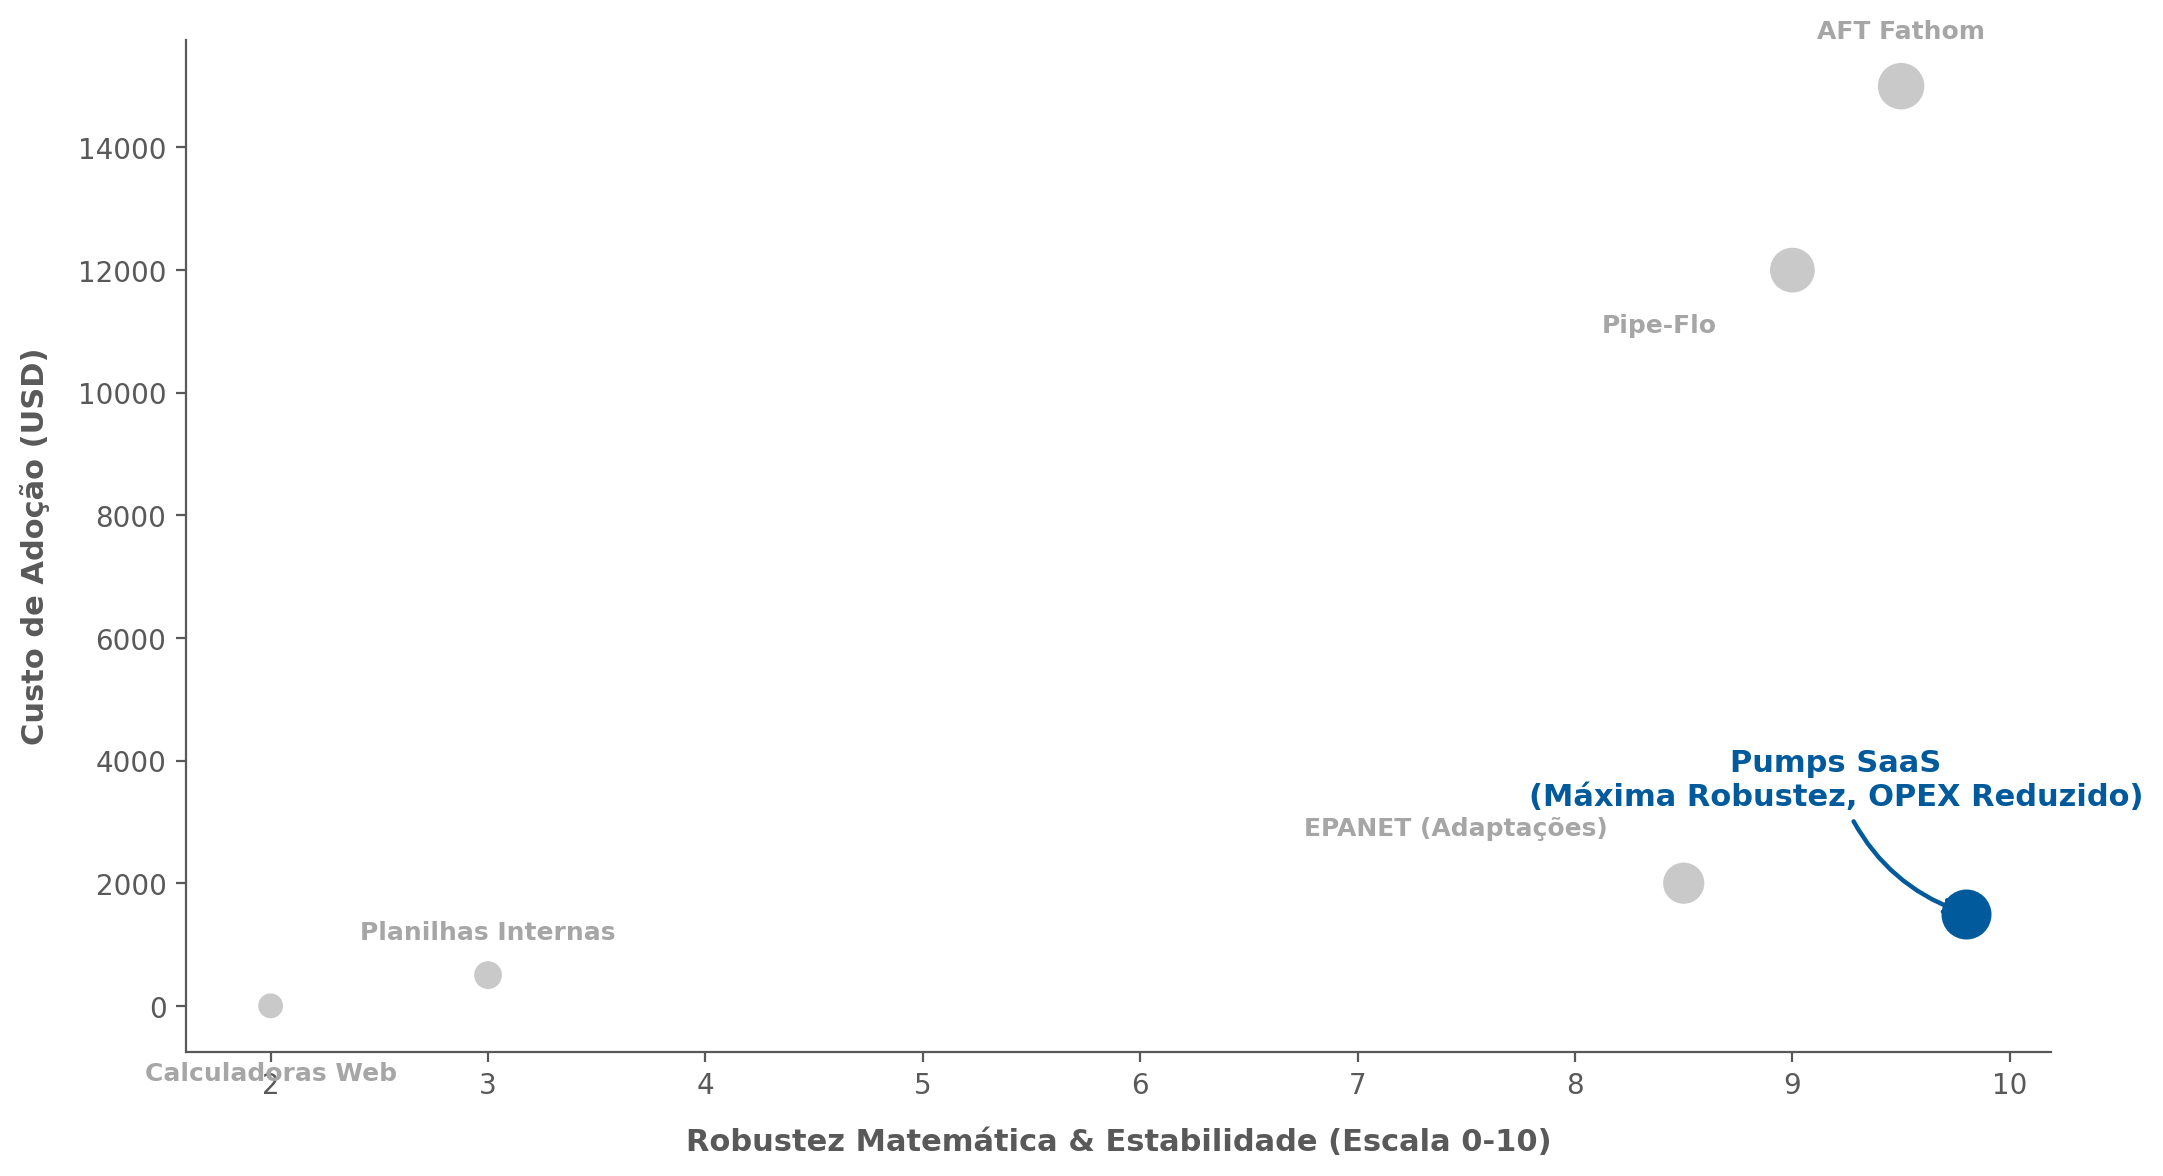 AFT Fathom
14000
12000
Pipe-Flo
10000
8000
6000
4000
2000
0
Custo de Adoção (USD)
Pumps SaaS
(Máxima Robustez, OPEX Reduzido)
EPANET (Adaptações)
Planilhas Internas
Calculadoras Web
2 3 4 5 6 7 8 9 10
Robustez Matemática & Estabilidade (Escala 0-10)